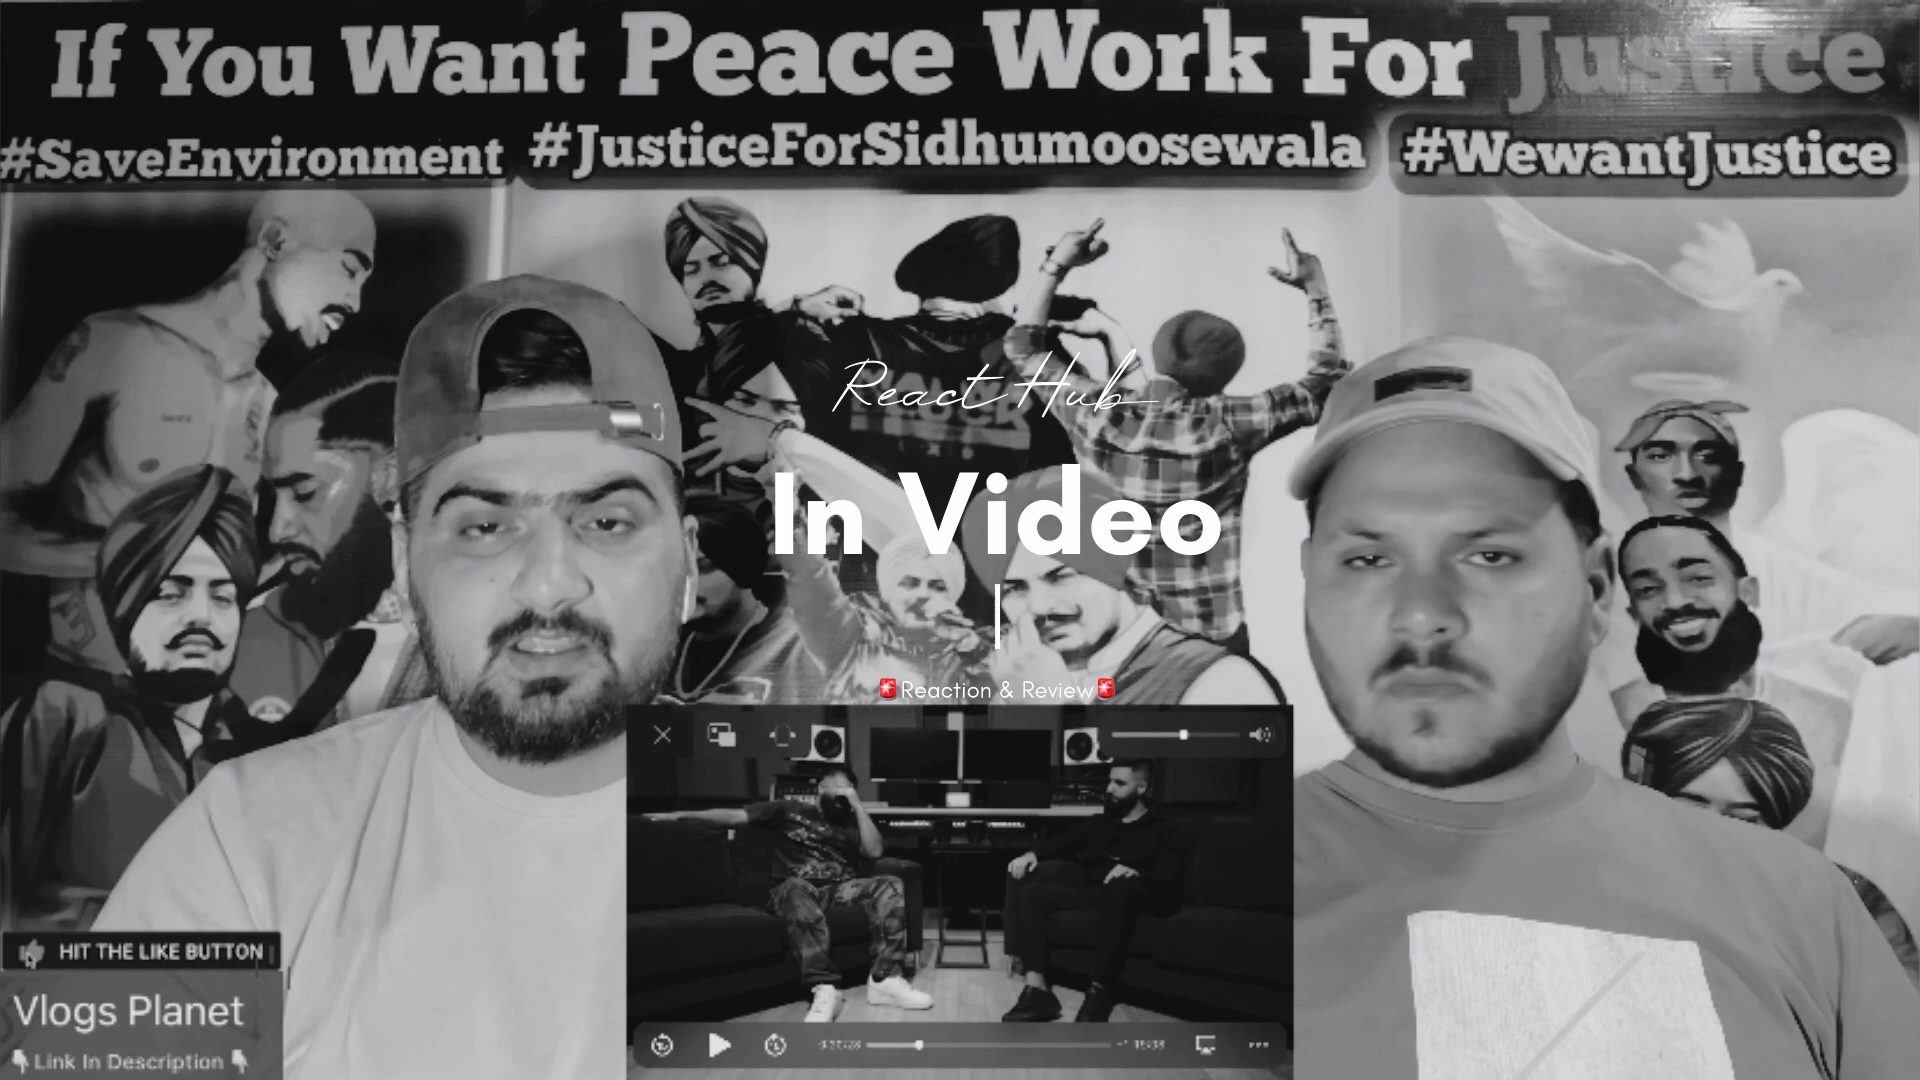 If You Want Peace Work For Justice
#SaveEnvironment #JusticeForSidhumoosewala #WewantJustice
React Hub
In Video
🚨Reaction & Review🚨
HIT THE LIKE BUTTON
Vlogs Planet
👇Link In Description👇